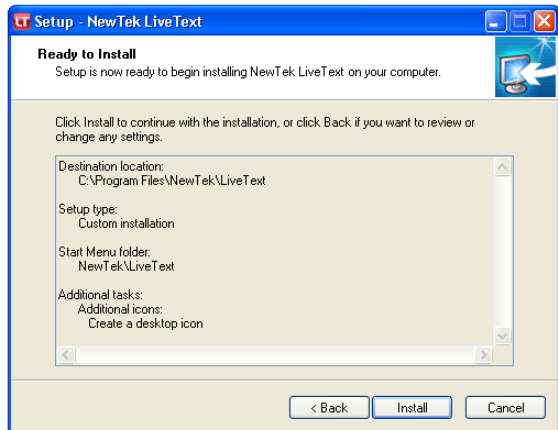 LT Setup - NewTek LiveText
Ready to Install
Setup is now ready to begin installing NewTek LiveText on your computer.
Click Install to continue with the installation, or click Back if you want to review or
change any settings.
Destination location:
C:\Program Files\NewTek\LiveText
Setup type:
Custom installation
Start Menu folder:
NewTek\LiveText
Additional tasks:
Additional icons:
Create a desktop icon
< Back Install Cancel